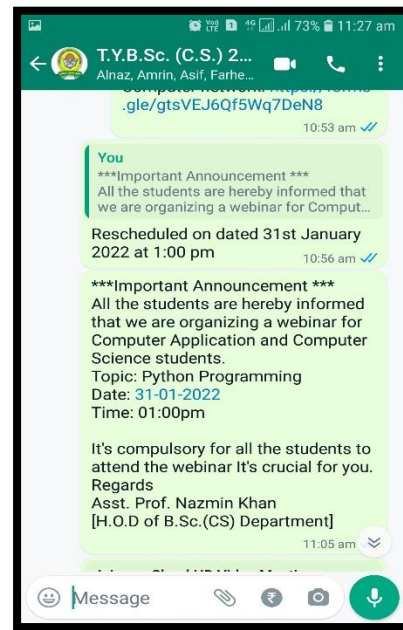 73% 11:27 am
T.Y.B.Sc. (C.S.) 2...
Alnaz, Amrin, Asif, Farhe...
.gle/gtsVEJ6Qf5Wq7DeN8
10:53 am
You
***Important Announcement ***
All the students are hereby informed that
we are organizing a webinar for Comput...
Rescheduled on dated 31st January
2022 at 1:00 pm
10:56 am
***Important Announcement ***
All the students are hereby informed
that we are organizing a webinar for
Computer Application and Computer
Science students.
Topic: Python Programming
Date: 31-01-2022
Time: 01:00pm
It's compulsory for all the students to
attend the webinar It's crucial for you.
Regards
Asst. Prof. Nazmin Khan
[H.O.D of B.Sc.(CS) Department]
11:05 am
Message